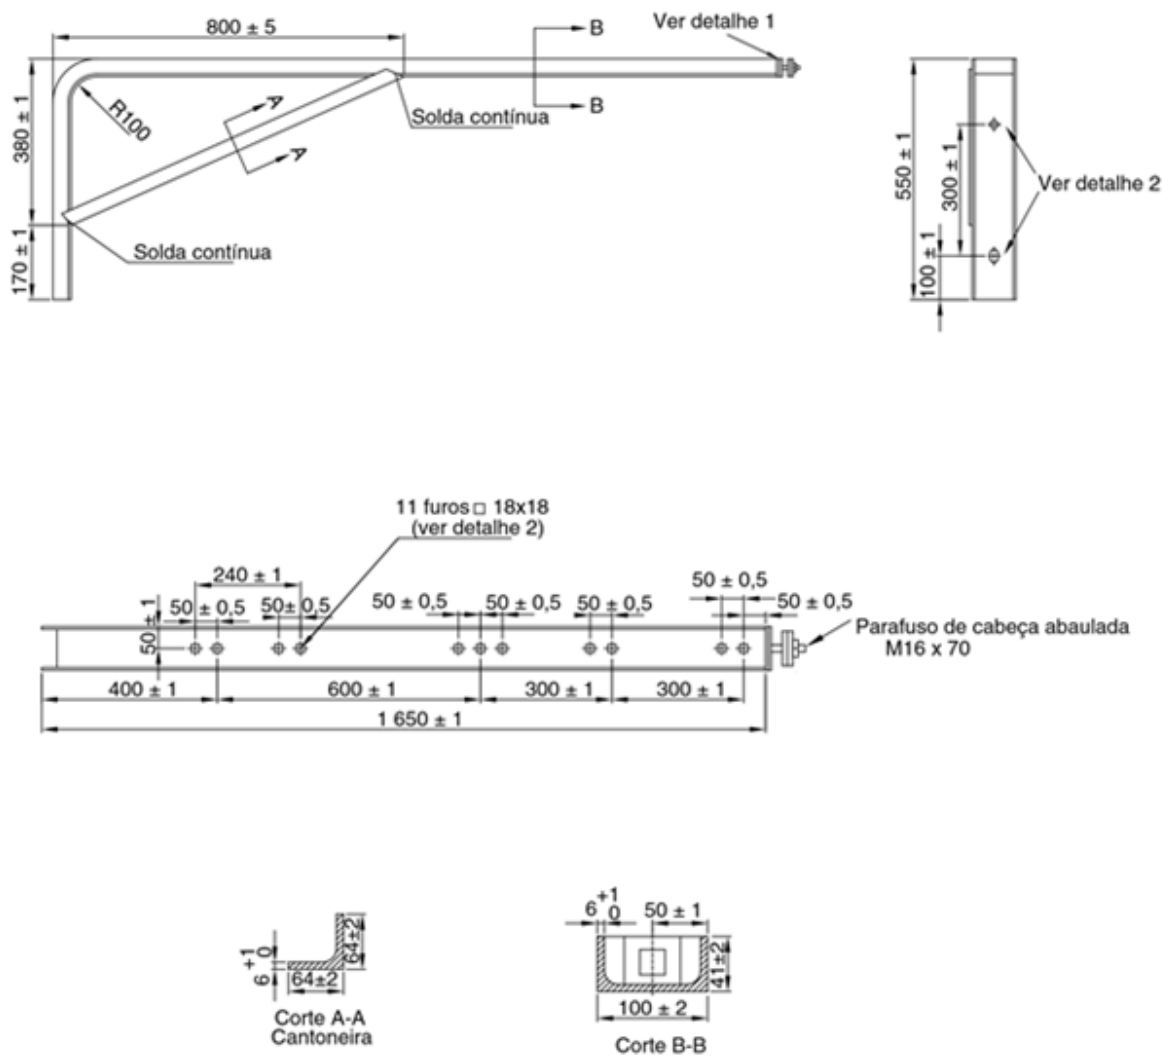 800 ± 5
B
Ver detalhe 1
380 ± 1
R100
A
A
Solda contínua
B
550 ± 1
300 ± 1
Ver detalhe 2
170 ± 1
Solda contínua
100 ± 1
11 furos □ 18x18
(ver detalhe 2)
240 ± 1
50 ± 0,5
50 ± 1
50 ± 0,5
50± 0,5
50 ± 0,5
50 ± 0,5
50 ± 0,5
50 ± 0,5
Parafuso de cabeça abaulada
M16 x 70
400 ± 1
600 ± 1
300 ± 1
300 ± 1
1 650 ± 1
6 +1 0
64±2
64±2
Corte A-A
Cantoneira
6 +1 0
50 ± 1
41±2
100 ± 2
Corte B-B